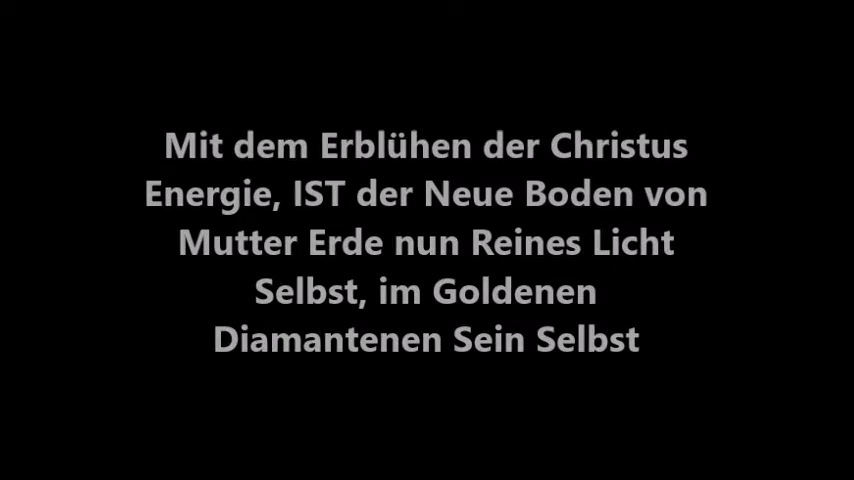 Mit dem Erblühen der Christus
Energie, IST der Neue Boden von
Mutter Erde nun Reines Licht
Selbst, im Goldenen
Diamantenen Sein Selbst